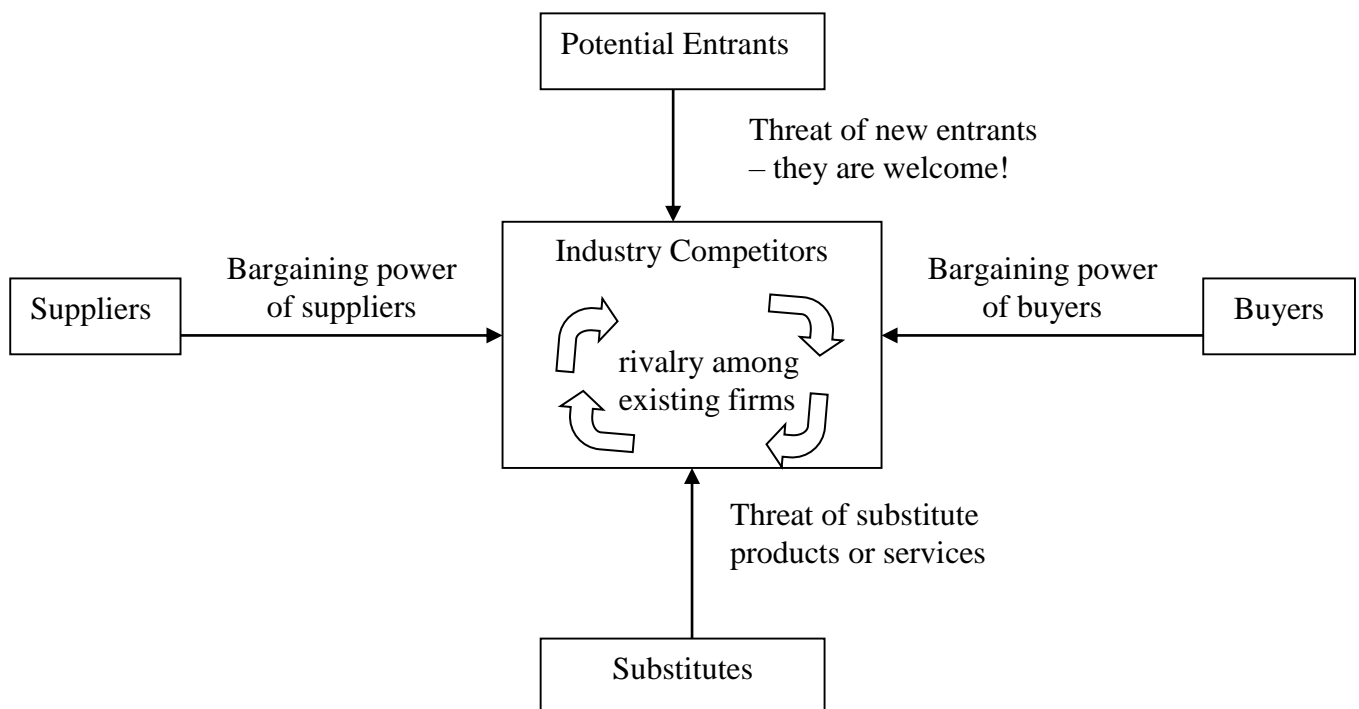 Potential Entrants
Threat of new entrants
– they are welcome!
Industry Competitors
Bargaining power
of suppliers
Bargaining power
of buyers
Suppliers
Buyers
rivalry among
existing firms
Threat of substitute
products or services
Substitutes